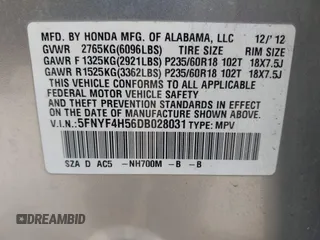 MFD. BY HONDA MFG. OF ALABAMA, LLC 12/'12
GVWR 2765KG(6096LBS) TIRE SIZE RIM SIZE
GAWR F 1325KG(2921LBS) P235/60R18 102T 18X7.5J
GAWR R 1525KG(3362LBS) P235/60R18 102T 18X7.5J
THIS VEHICLE CONFORMS TO ALL APPLICABLE
FEDERAL MOTOR VEHICLE SAFETY STANDARDS IN
EFFECT ON THE DATE OF MANUFACTURE SHOWN ABOVE.
V.I.N.:5FNYF4H56DB028031 TYPE: MPV
SZA D AC5 -NH700M -B -B
DREAMBID
dreambid.com